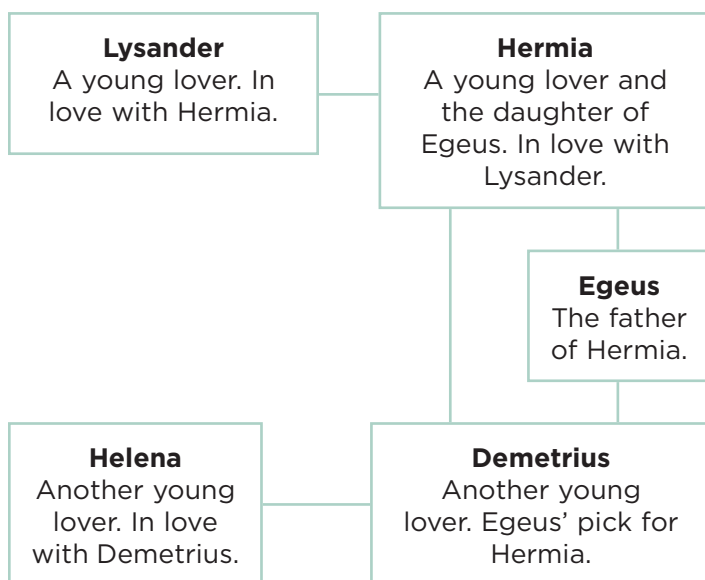 Lysander
A young lover. In
love with Hermia.
Hermia
A young lover and
the daughter of
Egeus. In love with
Lysander.
Egeus
The father
of Hermia.
Helena
Another young
lover. In love
with Demetrius.
Demetrius
Another young
lover. Egeus’ pick for
Hermia.